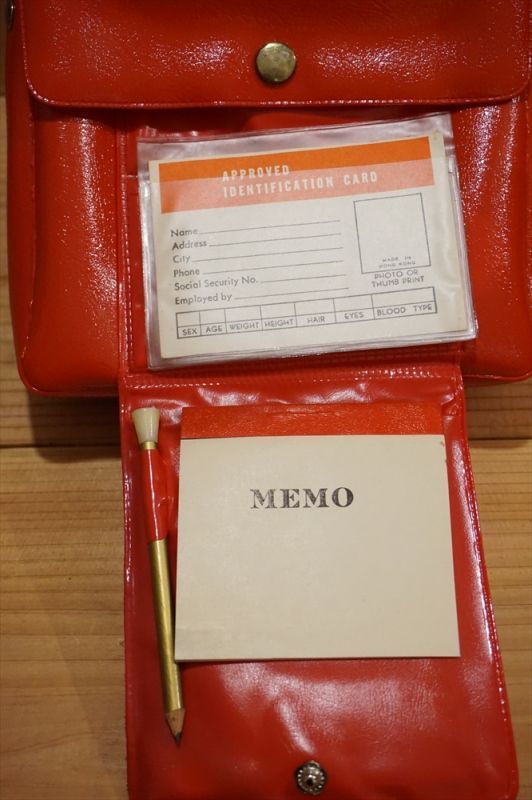 APPROVED
IDENTIFICATION CARD
Name
Address
City
Phone
Social Security No.
Employed by
MADE IN
HONG KONG
PHOTO OR
THUMB PRINT
SEX AGE WEIGHT HEIGHT HAIR EYES BLOOD TYPE
MEMO